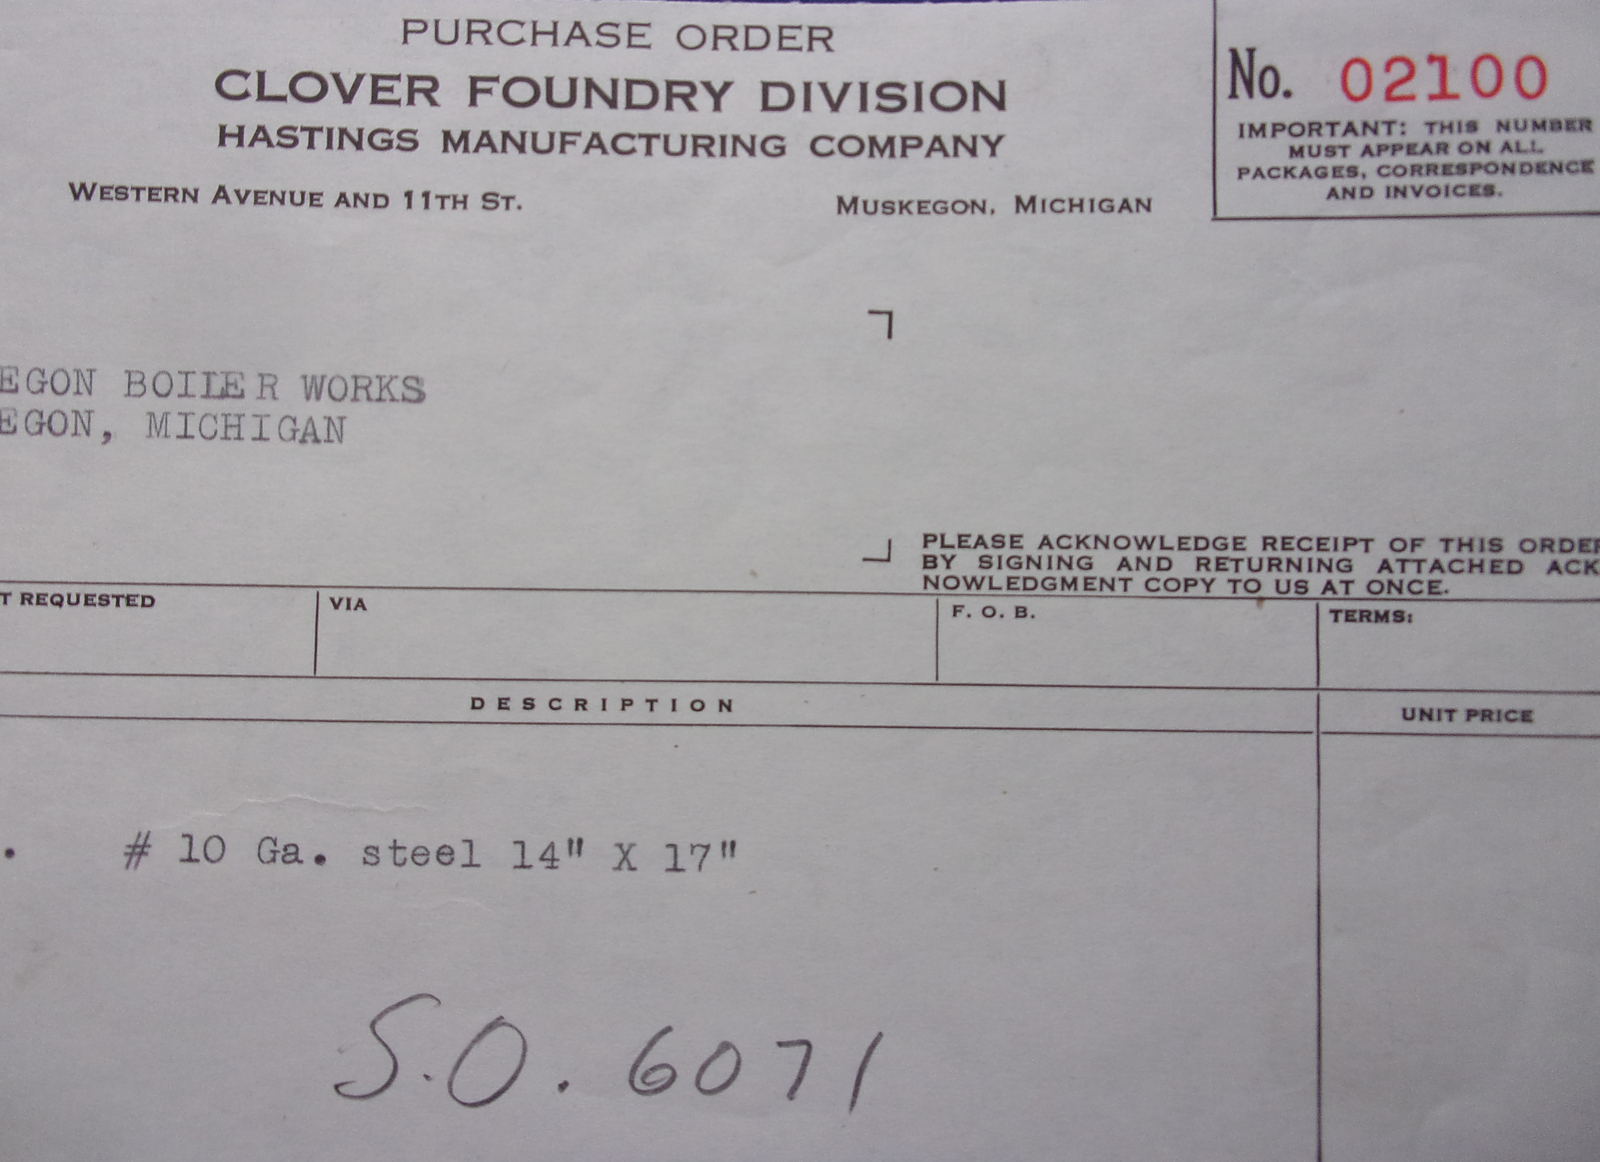 PURCHASE ORDER
CLOVER FOUNDRY DIVISION
HASTINGS MANUFACTURING COMPANY
WESTERN AVENUE AND 11TH ST.
MUSKEGON, MICHIGAN
No. 02100
IMPORTANT: THIS NUMBER
MUST APPEAR ON ALL
PACKAGES, CORRESPONDENCE
AND INVOICES.
EGON BOILER WORKS
EGON, MICHIGAN
PLEASE ACKNOWLEDGE RECEIPT OF THIS ORDER
BY SIGNING AND RETURNING ATTACHED ACK
NOWLEDGMENT COPY TO US AT ONCE.
T REQUESTED
VIA
F. O. B.
TERMS:
DESCRIPTION
UNIT PRICE
. # 10 Ga. steel 14" X 17"
S.O. 6071